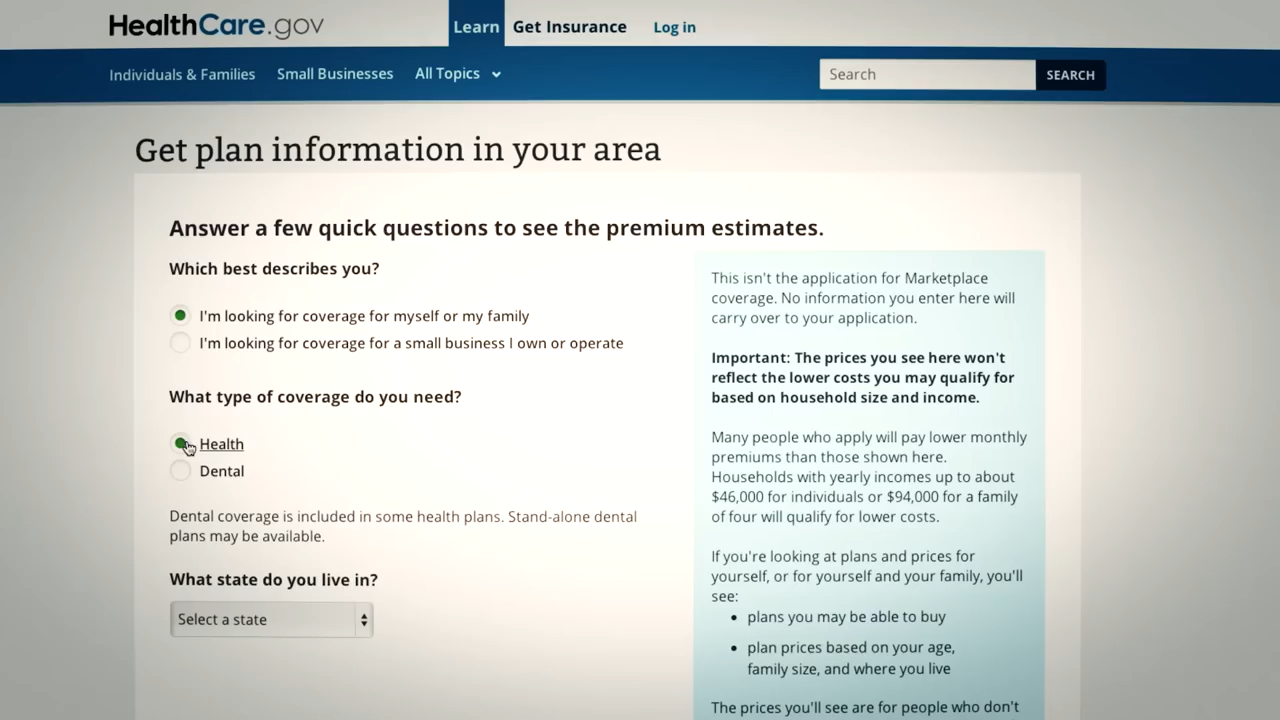 HealthCare.gov
Learn
Get Insurance
Log in
Individuals & Families
Small Businesses
All Topics
Search
SEARCH
Get plan information in your area
Answer a few quick questions to see the premium estimates.
Which best describes you?
I'm looking for coverage for myself or my family
I'm looking for coverage for a small business I own or operate
What type of coverage do you need?
Health
Dental
Dental coverage is included in some health plans. Stand-alone dental
plans may be available.
What state do you live in?
Select a state
This isn't the application for Marketplace
coverage. No information you enter here will
carry over to your application.
Important: The prices you see here won't
reflect the lower costs you may qualify for
based on household size and income.
Many people who apply will pay lower monthly
premiums than those shown here.
Households with yearly incomes up to about
$46,000 for individuals or $94,000 for a family
of four will qualify for lower costs.
If you're looking at plans and prices for
yourself, or for yourself and your family, you'll
see:
• plans you may be able to buy
• plan prices based on your age,
family size, and where you live
The prices you'll see are for people who don't